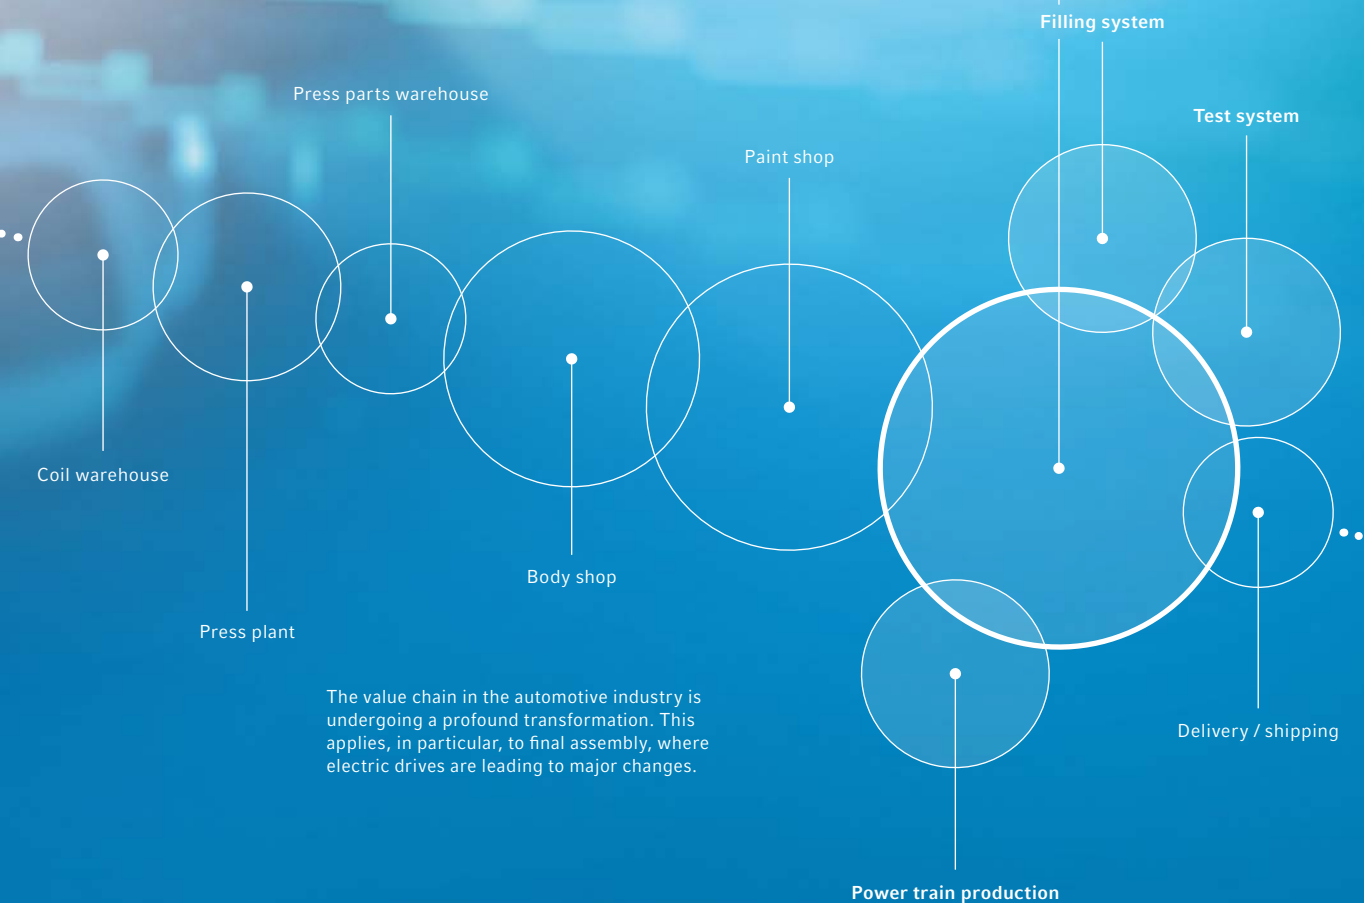 Filling system
Press parts warehouse
Test system
Paint shop
Coil warehouse
Body shop
Press plant
The value chain in the automotive industry is
undergoing a profound transformation. This
applies, in particular, to final assembly, where
electric drives are leading to major changes.
Delivery / shipping
Power train production